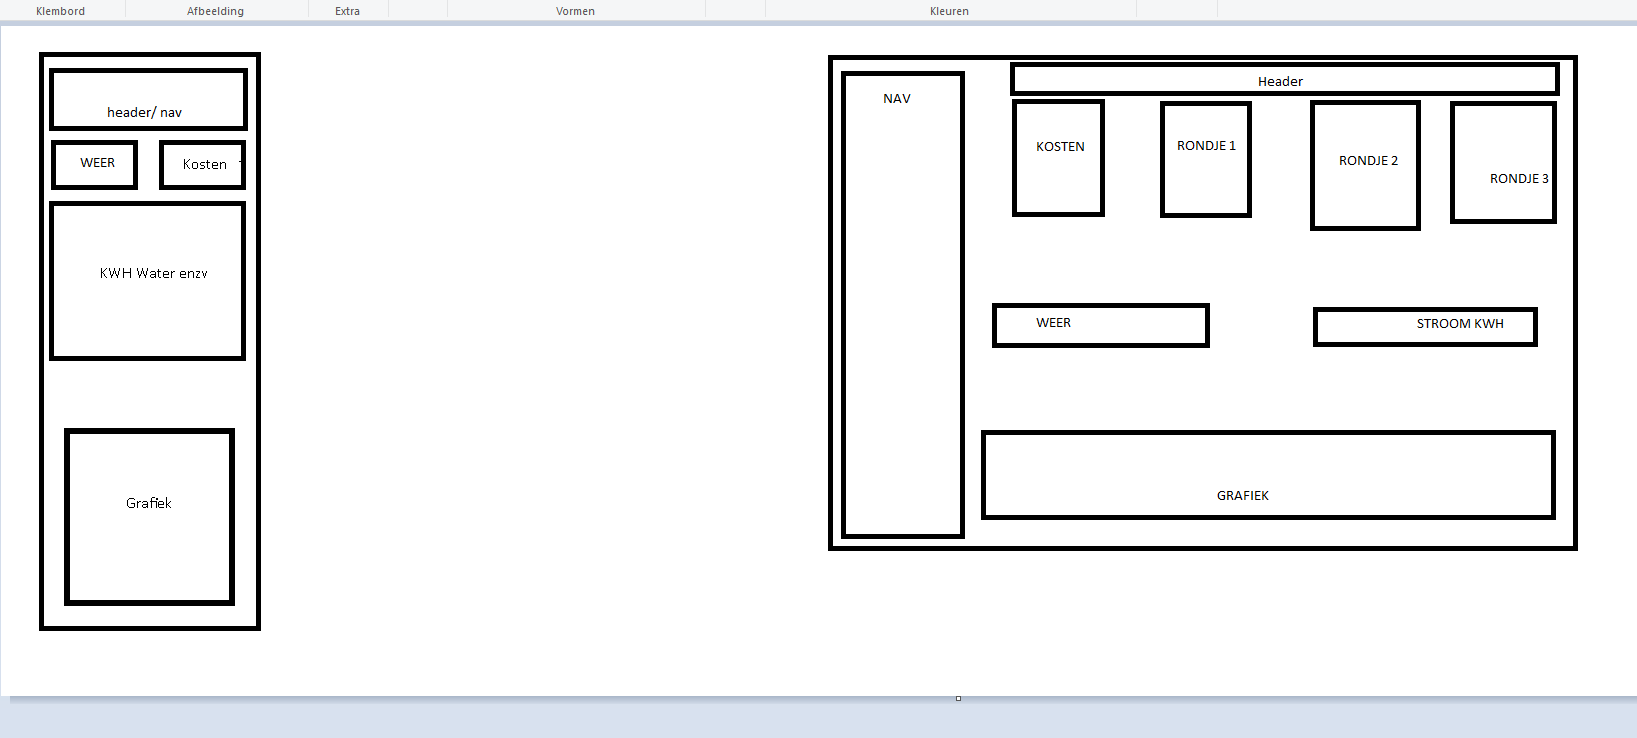 Klembord
Afbeelding
Extra
Vormen
Kleuren
header/ nav
WEER
Kosten
KWH Water enzv
Grafiek
NAV
Header
KOSTEN
RONDJE 1
RONDJE 2
RONDJE 3
WEER
STROOM KWH
GRAFIEK